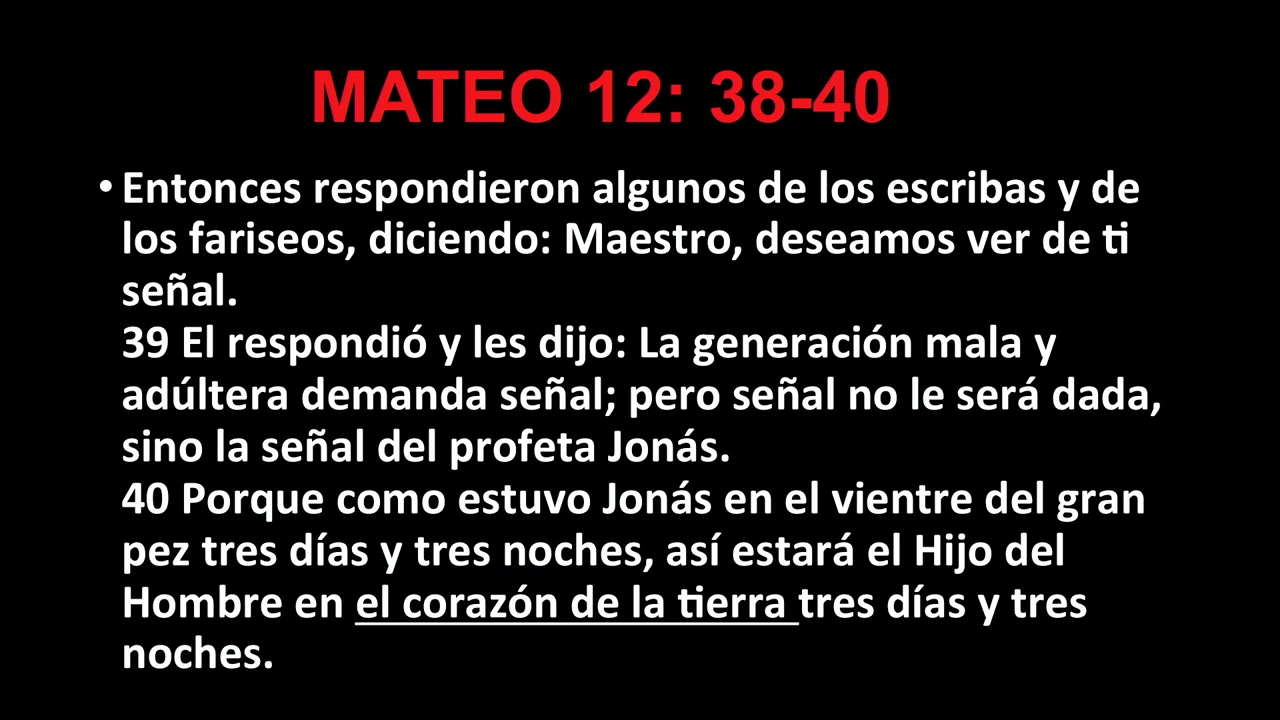 MATEO 12: 38-40
• Entonces respondieron algunos de los escribas y de
los fariseos, diciendo: Maestro, deseamos ver de ti
señal.
39 El respondió y les dijo: La generación mala y
adúltera demanda señal; pero señal no le será dada,
sino la señal del profeta Jonás.
40 Porque como estuvo Jonás en el vientre del gran
pez tres días y tres noches, así estará el Hijo del
Hombre en el corazón de la tierra tres días y tres
noches.